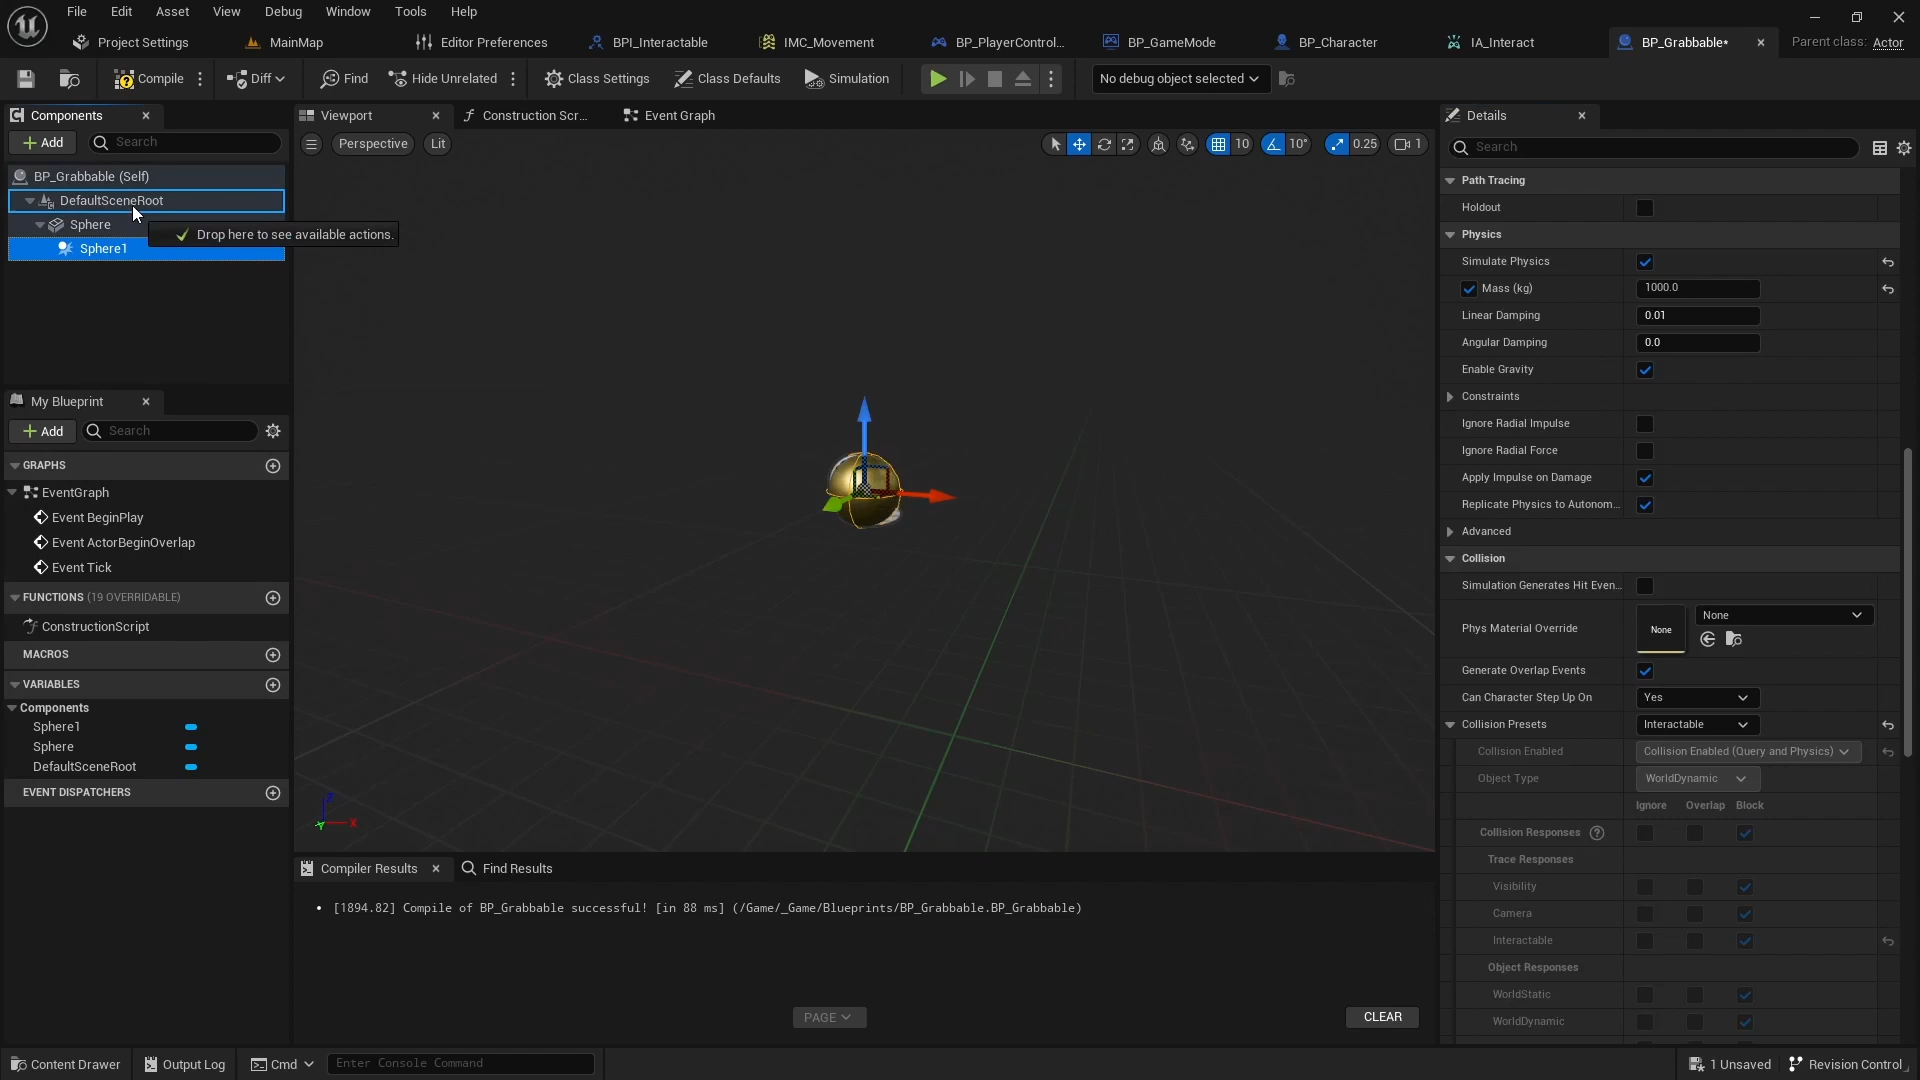 File Edit Asset View Debug Window Tools Help
Project Settings MainMap Editor Preferences BPI_Interactable IMC_Movement BP_PlayerControl... BP_GameMode BP_Character IA_Interact BP_Grabbable* Parent class: Actor
Compile Diff Find Hide Unrelated Class Settings Class Defaults Simulation No debug object selected
Components
Add Search
BP_Grabbable (Self)
DefaultSceneRoot
Sphere
Drop here to see available actions.
Sphere1
My Blueprint
Add Search
GRAPHS
EventGraph
Event BeginPlay
Event ActorBeginOverlap
Event Tick
FUNCTIONS (19 OVERRIDABLE)
ConstructionScript
MACROS
VARIABLES
Components
Sphere1
Sphere
DefaultSceneRoot
EVENT DISPATCHERS
Viewport Construction Scr... Event Graph
Perspective Lit 10 10° 0.25 1
Z
X
Y
Compiler Results Find Results
• [1894.82] Compile of BP_Grabbable successful! [in 88 ms] (/Game/_Game/Blueprints/BP_Grabbable.BP_Grabbable)
PAGE CLEAR
Details
Search
Path Tracing
Holdout
Physics
Simulate Physics
Mass (kg) 1000.0
Linear Damping 0.01
Angular Damping 0.0
Enable Gravity
Constraints
Ignore Radial Impulse
Ignore Radial Force
Apply Impulse on Damage
Replicate Physics to Autonom...
Advanced
Collision
Simulation Generates Hit Even...
Phys Material Override None None
Generate Overlap Events
Can Character Step Up On Yes
Collision Presets Interactable
Collision Enabled Collision Enabled (Query and Physics)
Object Type WorldDynamic
Ignore Overlap Block
Collision Responses ?
Trace Responses
Visibility
Camera
Interactable
Object Responses
WorldStatic
WorldDynamic
Content Drawer Output Log Cmd Enter Console Command 1 Unsaved Revision Control